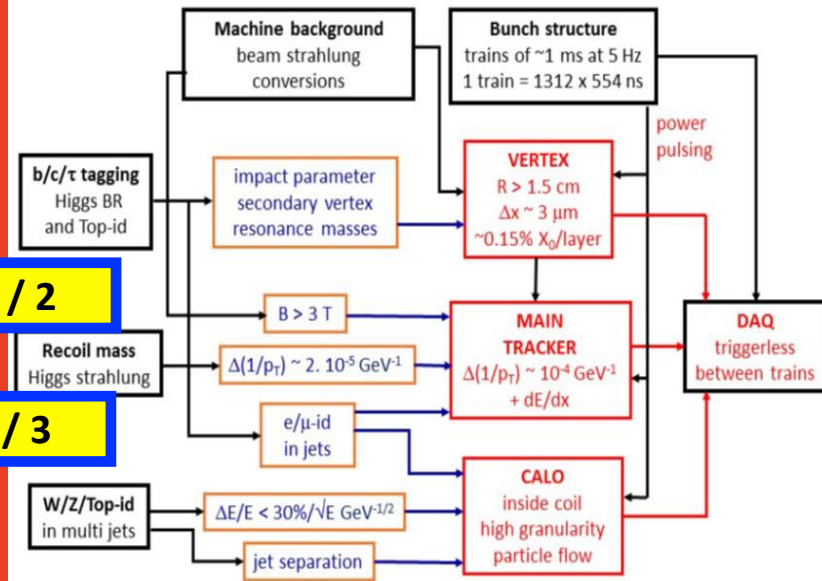 Machine background
beam strahlung
conversions
Bunch structure
trains of ~1 ms at 5 Hz
1 train = 1312 x 554 ns
power
pulsing
b/c/τ tagging
Higgs BR
and Top-id
impact parameter
secondary vertex
resonance masses
VERTEX
R > 1.5 cm
Δx ~ 3 μm
~0.15% X₀/layer
/ 2
B > 3 T
MAIN
TRACKER
Δ(1/pT) ~ 10⁻⁴ GeV⁻¹
+ dE/dx
DAQ
triggerless
between trains
Recoil mass
Higgs strahlung
Δ(1/pT) ~ 2. 10⁻⁵ GeV⁻¹
/ 3
e/μ-id
in jets
CALO
inside coil
high granularity
particle flow
W/Z/Top-id
in multi jets
ΔE/E < 30%/√E GeV⁻¹/²
jet separation